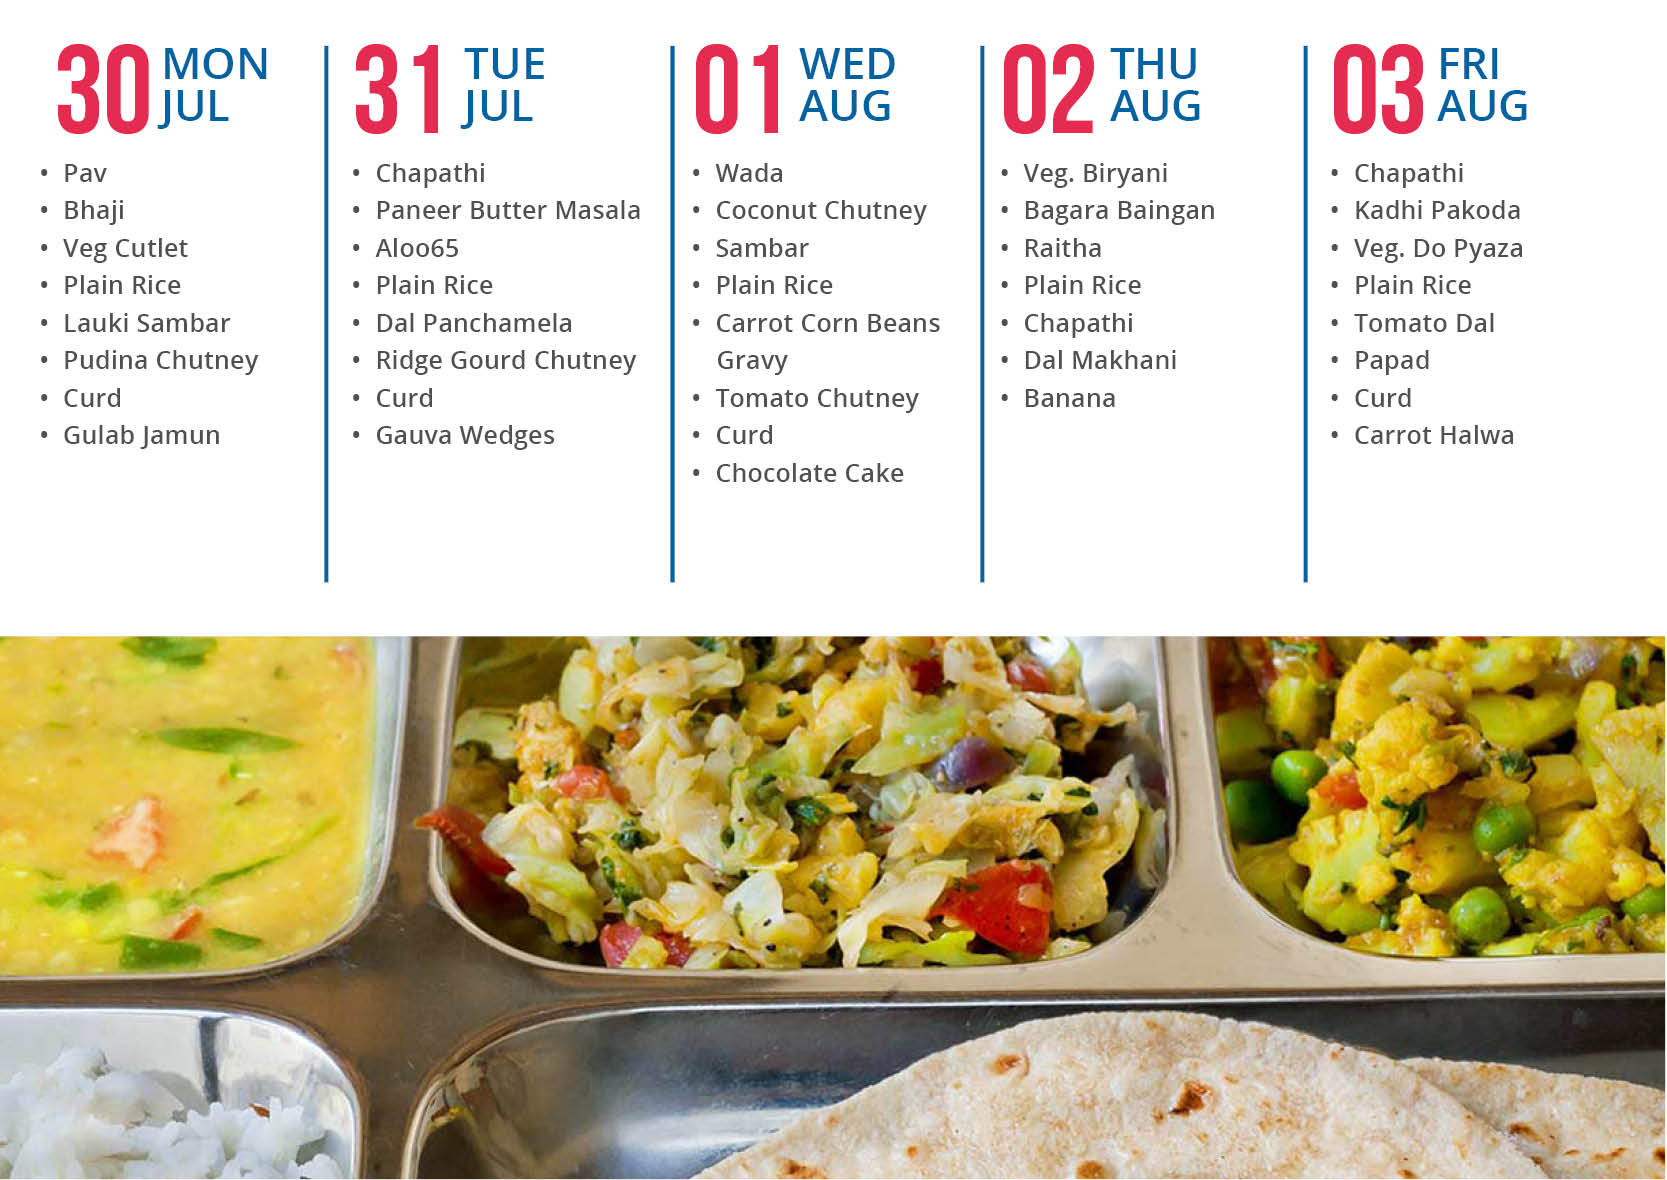 30 MON
JUL
• Pav
• Bhaji
• Veg Cutlet
• Plain Rice
• Lauki Sambar
• Pudina Chutney
• Curd
• Gulab Jamun
31 TUE
JUL
• Chapathi
• Paneer Butter Masala
• Aloo65
• Plain Rice
• Dal Panchamela
• Ridge Gourd Chutney
• Curd
• Gauva Wedges
01 WED
AUG
• Wada
• Coconut Chutney
• Sambar
• Plain Rice
• Carrot Corn Beans
Gravy
• Tomato Chutney
• Curd
• Chocolate Cake
02 THU
AUG
• Veg. Biryani
• Bagara Baingan
• Raitha
• Plain Rice
• Chapathi
• Dal Makhani
• Banana
03 FRI
AUG
• Chapathi
• Kadhi Pakoda
• Veg. Do Pyaza
• Plain Rice
• Tomato Dal
• Papad
• Curd
• Carrot Halwa